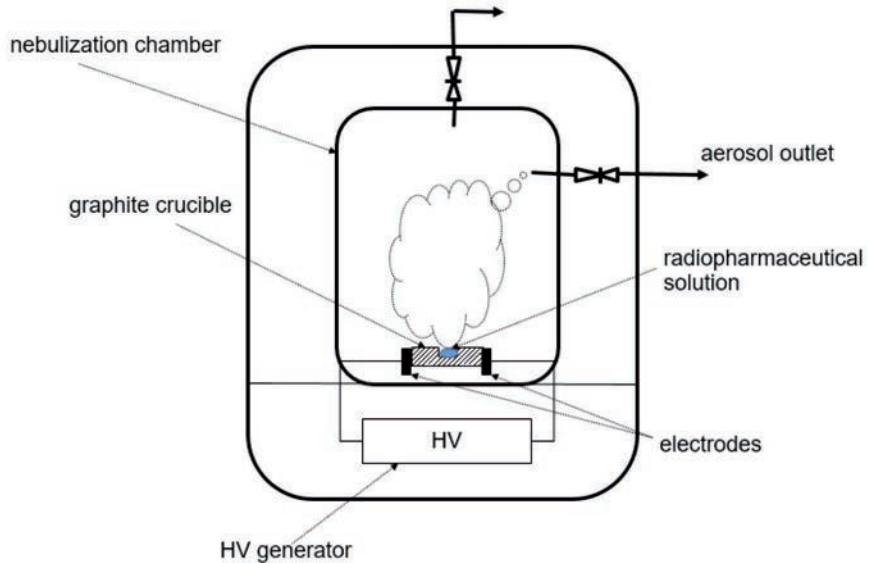 nebulization chamber
aerosol outlet
graphite crucible
radiopharmaceutical
solution
HV
electrodes
HV generator